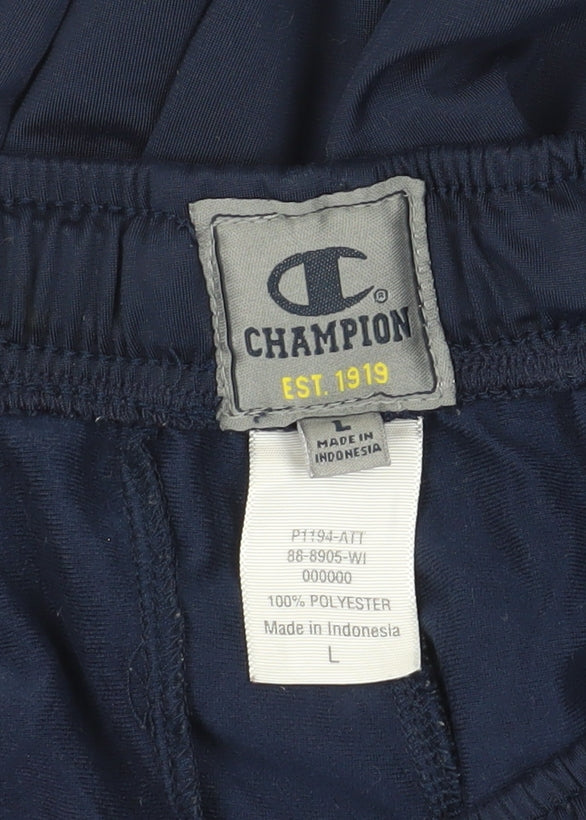 C®
CHAMPION
EST. 1919
L
MADE IN
INDONESIA
P1194-ATT
88-8905-WI
000000
100% POLYESTER
Made in Indonesia
L